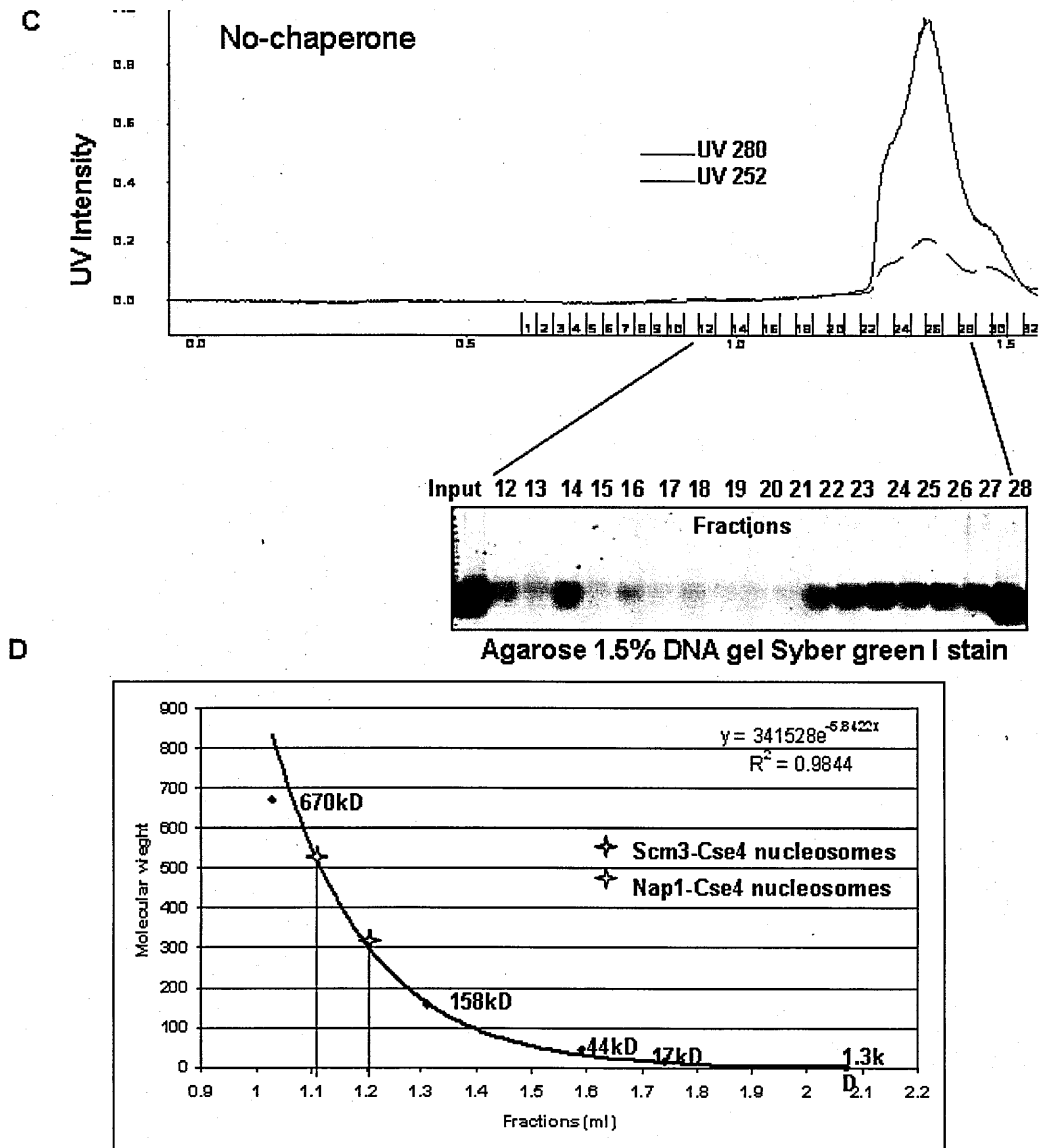 C
No-chaperone
UV Intensity
0.8
0.6
0.4
0.2
0.0
UV 280
UV 252
1 2 3 4 5 6 7 8 9 10 12 14 16 18 20 22 24 26 28 30 32
0.0 0.5 1.0 1.5
Input 12 13 14 15 16 17 18 19 20 21 22 23 24 25 26 27 28
Fractions
Agarose 1.5% DNA gel Syber green I stain
D
Molecular wieght
900
800
700
600
500
400
300
200
100
0
y = 341528e^-5.8422x
R² = 0.9844
670kD
Scm3-Cse4 nucleosomes
Nap1-Cse4 nucleosomes
158kD
44kD
17kD
1.3k
D
0.9 1 1.1 1.2 1.3 1.4 1.5 1.6 1.7 1.8 1.9 2 2.1 2.2
Fractions (ml)